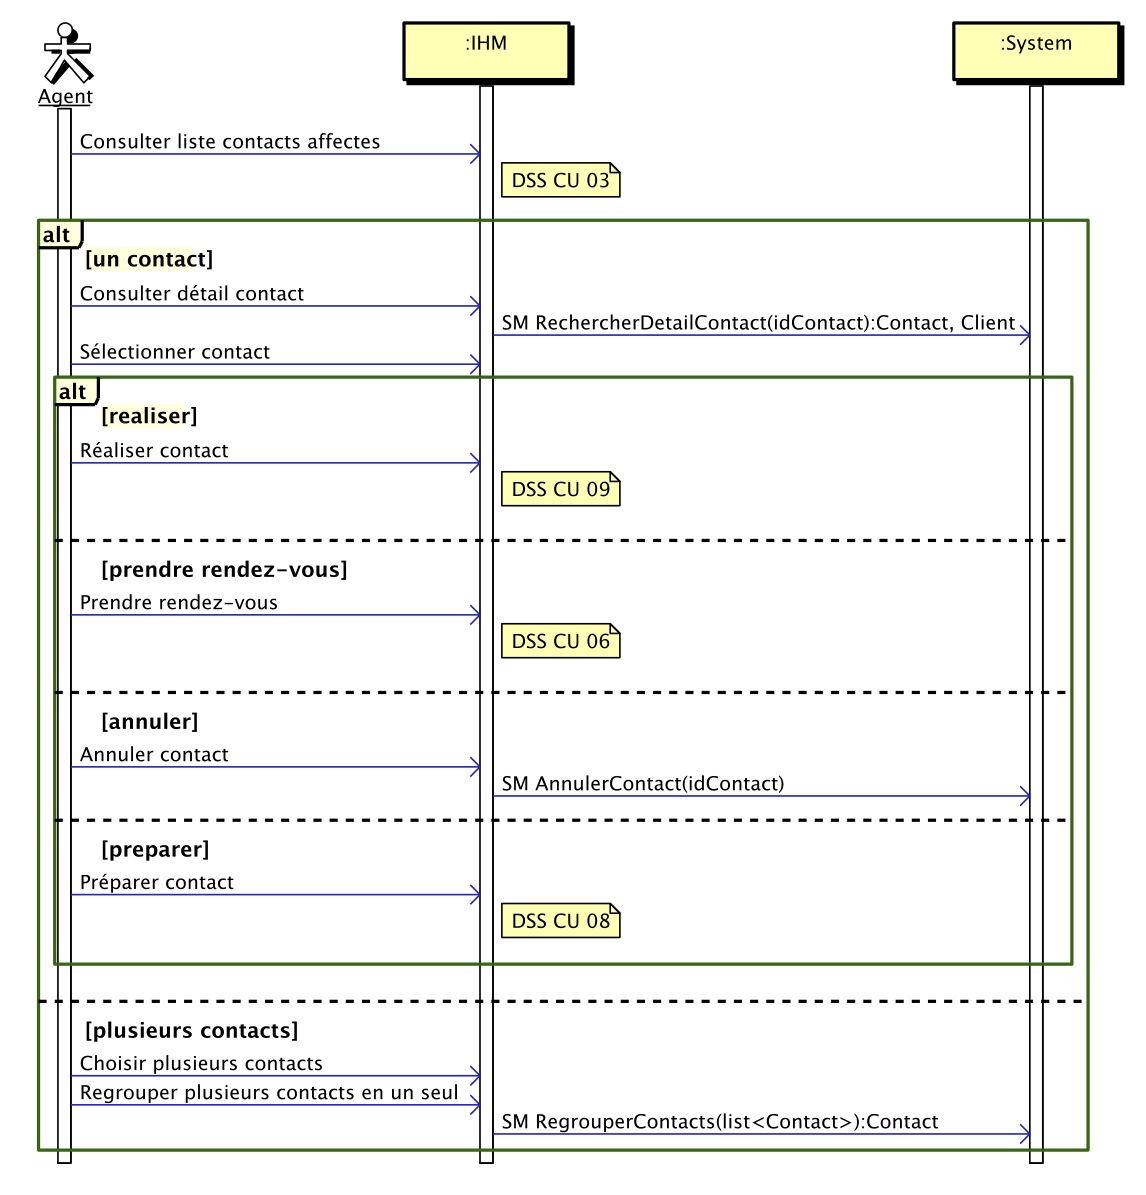 :IHM
:System
Agent
Consulter liste contacts affectes
DSS CU 03
alt
[un contact]
Consulter détail contact
SM RechercherDetailContact(idContact):Contact, Client
Sélectionner contact
alt
[realiser]
Réaliser contact
DSS CU 09
[prendre rendez-vous]
Prendre rendez-vous
DSS CU 06
[annuler]
Annuler contact
SM AnnulerContact(idContact)
[preparer]
Préparer contact
DSS CU 08
[plusieurs contacts]
Choisir plusieurs contacts
Regrouper plusieurs contacts en un seul
SM RegrouperContacts(list<Contact>):Contact